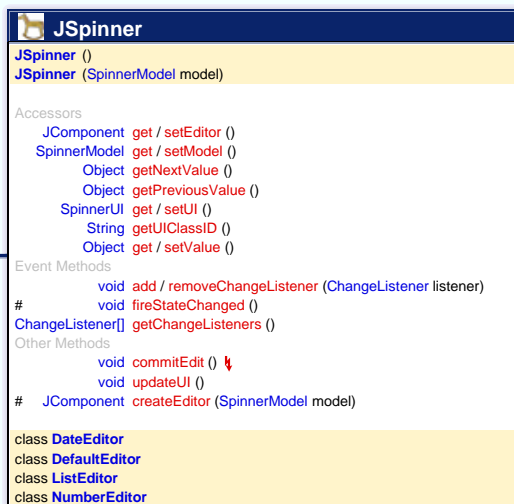 JSpinner
JSpinner ()
JSpinner (SpinnerModel model)
Accessors
JComponent get / setEditor ()
SpinnerModel get / setModel ()
Object getNextValue ()
Object getPreviousValue ()
SpinnerUI get / setUI ()
String getUIClassID ()
Object get / setValue ()
Event Methods
void add / removeChangeListener (ChangeListener listener)
# void fireStateChanged ()
ChangeListener[] getChangeListeners ()
Other Methods
void commitEdit ()
void updateUI ()
# JComponent createEditor (SpinnerModel model)
class DateEditor
class DefaultEditor
class ListEditor
class NumberEditor